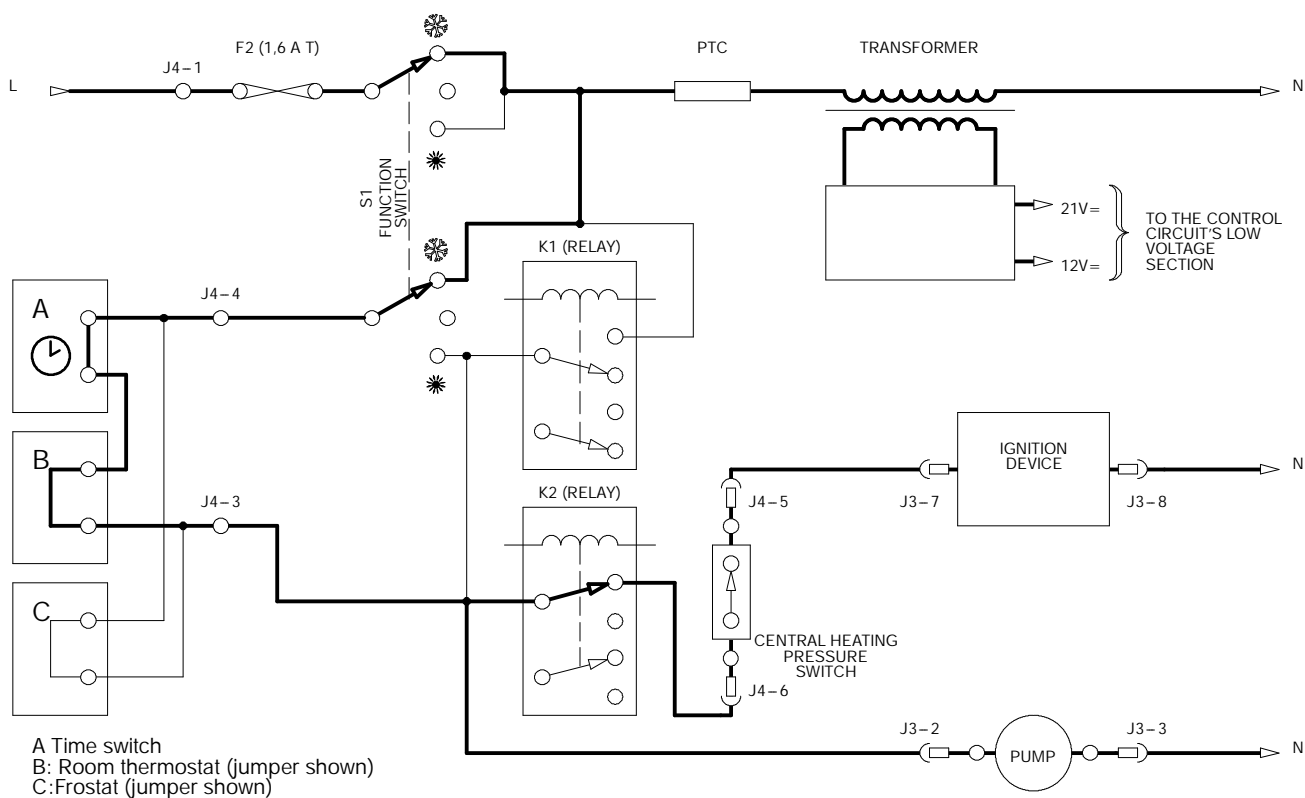 F2 (1,6 A T)
PTC
TRANSFORMER
J4-1
L
N
S1
FUNCTION
SWITCH
21V=
12V=
TO THE CONTROL
CIRCUIT'S LOW
VOLTAGE
SECTION
K1 (RELAY)
A
J4-4
B
J4-3
K2 (RELAY)
J4-5
J3-7
IGNITION
DEVICE
J3-8
N
C
CENTRAL HEATING
PRESSURE
SWITCH
J4-6
J3-2
PUMP
J3-3
N
A Time switch
B: Room thermostat (jumper shown)
C:Frostat (jumper shown)